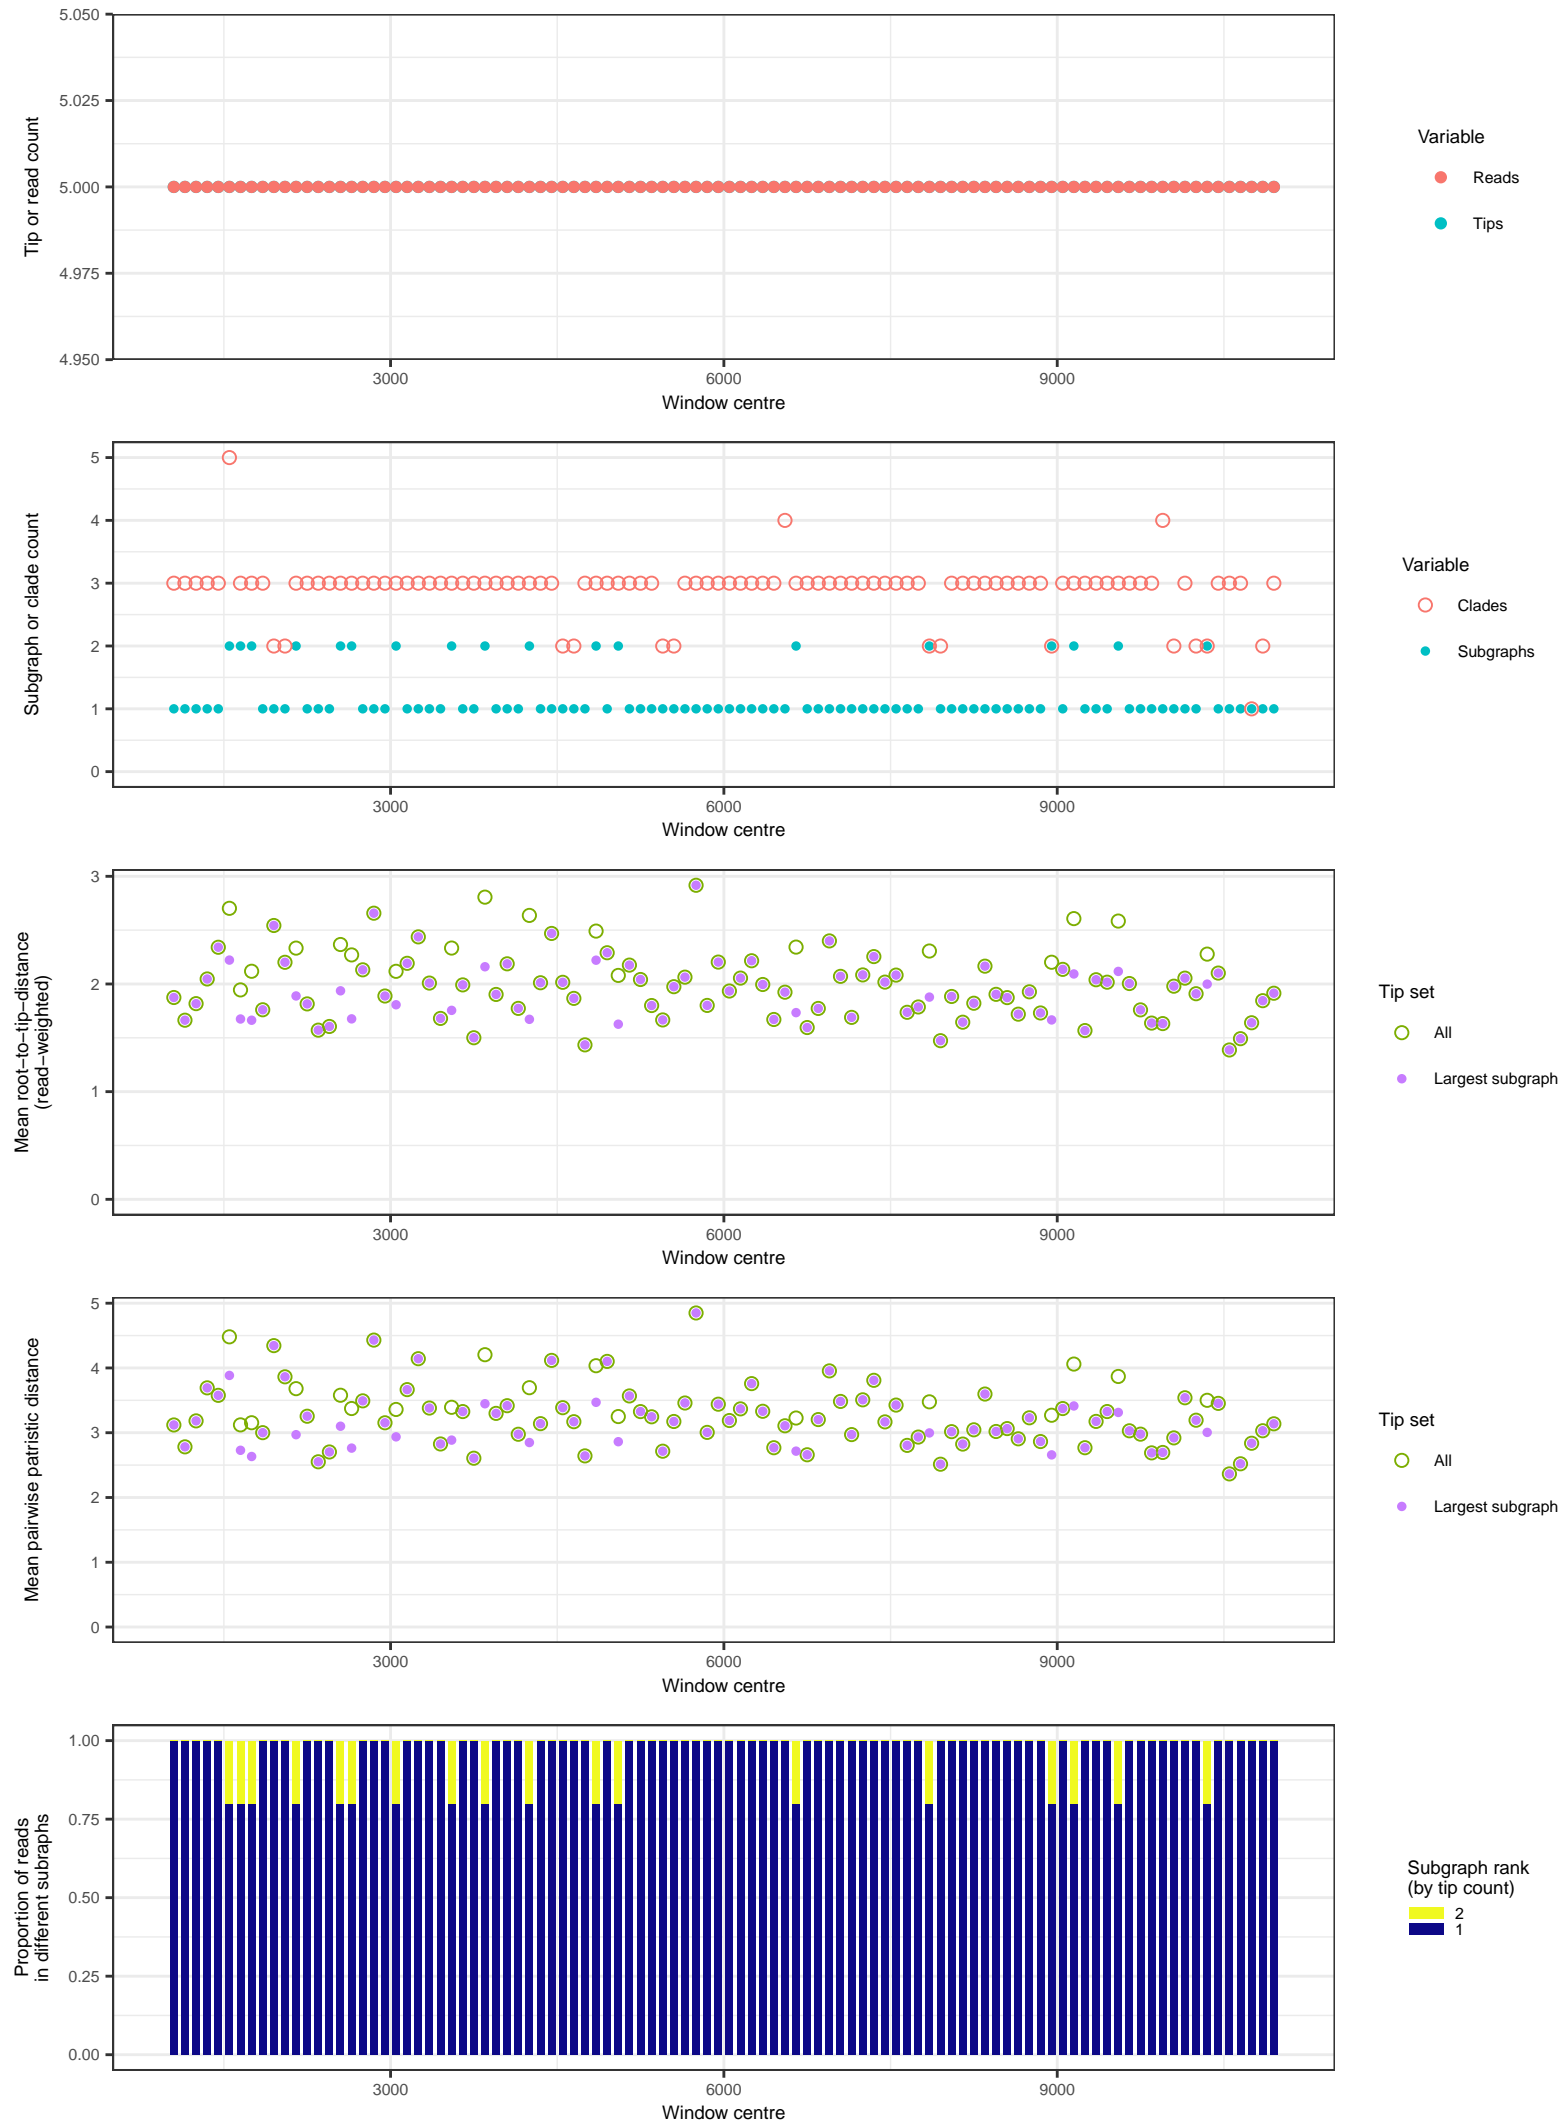 5.050
5.025
5.000
4.975
4.950
Tip or read count
3000
6000
9000
Window centre
Variable
Reads
Tips
5
4
3
2
1
0
Subgraph or clade count
3000
6000
9000
Window centre
Variable
Clades
Subgraphs
3
2
1
0
Mean root−to−tip−distance
(read−weighted)
3000
6000
9000
Window centre
Tip set
All
Largest subgraph
5
4
3
2
1
0
Mean pairwise patristic distance
3000
6000
9000
Window centre
Tip set
All
Largest subgraph
1.00
0.75
0.50
0.25
0.00
Proportion of reads
in different subraphs
3000
6000
9000
Window centre
Subgraph rank
(by tip count)
2
1